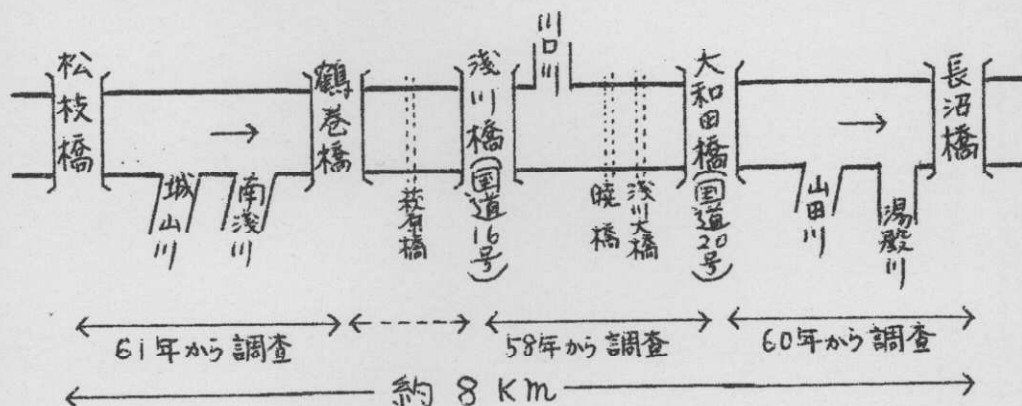 松枝橋
城山川
南浅川
鶴巻橋
萩原橋
浅川橋(国道16号)
川口川
暁橋
浅川大橋
大和田橋(国道20号)
山田川
湯殿川
長沼橋
61年から調査
58年から調査
60年から調査
約8Km